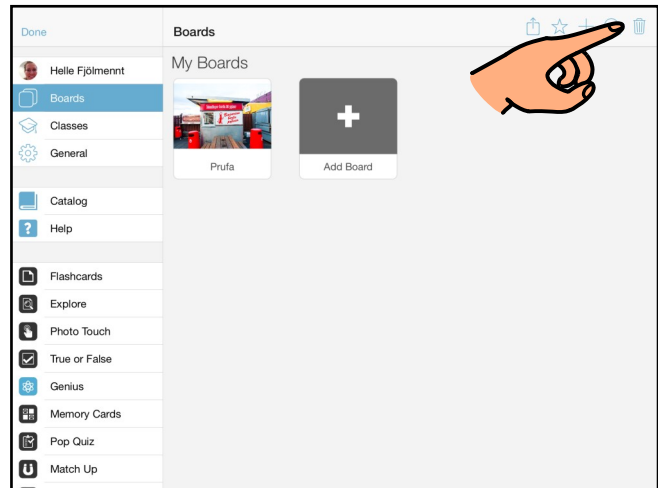 Done
Boards
Helle Fjölmennt
Boards
Classes
General
Catalog
Help
Flashcards
Explore
Photo Touch
True or False
Genius
Memory Cards
Pop Quiz
Match Up
My Boards
Prufa
Add Board